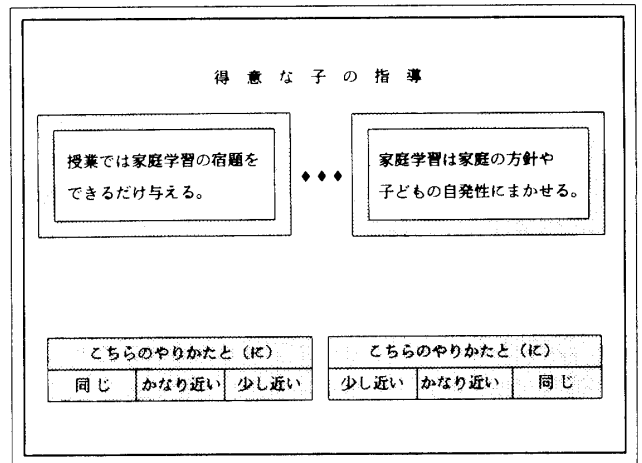 得意な子の指導
授業では家庭学習の宿題を
できるだけ与える。
家庭学習は家庭の方針や
子どもの自発性にまかせる。
こちらのやりかたと（に）
同じ かなり近い 少し近い
こちらのやりかたと（に）
少し近い かなり近い 同じ